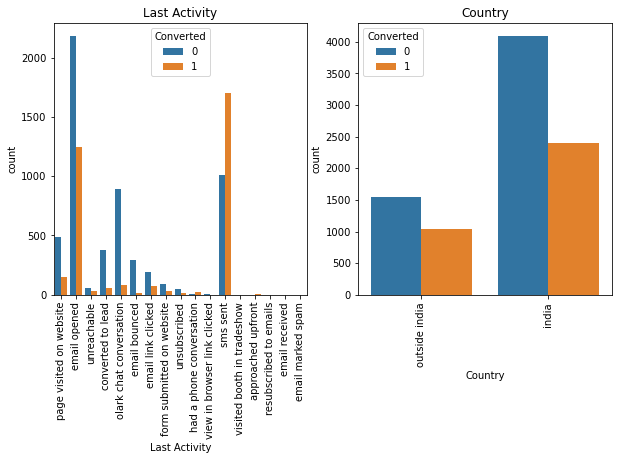 Last Activity
Converted
0
1
count
2000
1500
1000
500
0
page visited on website
email opened
unreachable
converted to lead
olark chat conversation
email bounced
email link clicked
form submitted on website
unsubscribed
had a phone conversation
view in browser link clicked
sms sent
visited booth in tradeshow
approached upfront
resubscribed to emails
email received
email marked spam
Last Activity
Country
Converted
0
1
count
4000
3500
3000
2500
2000
1500
1000
500
0
outside india
india
Country